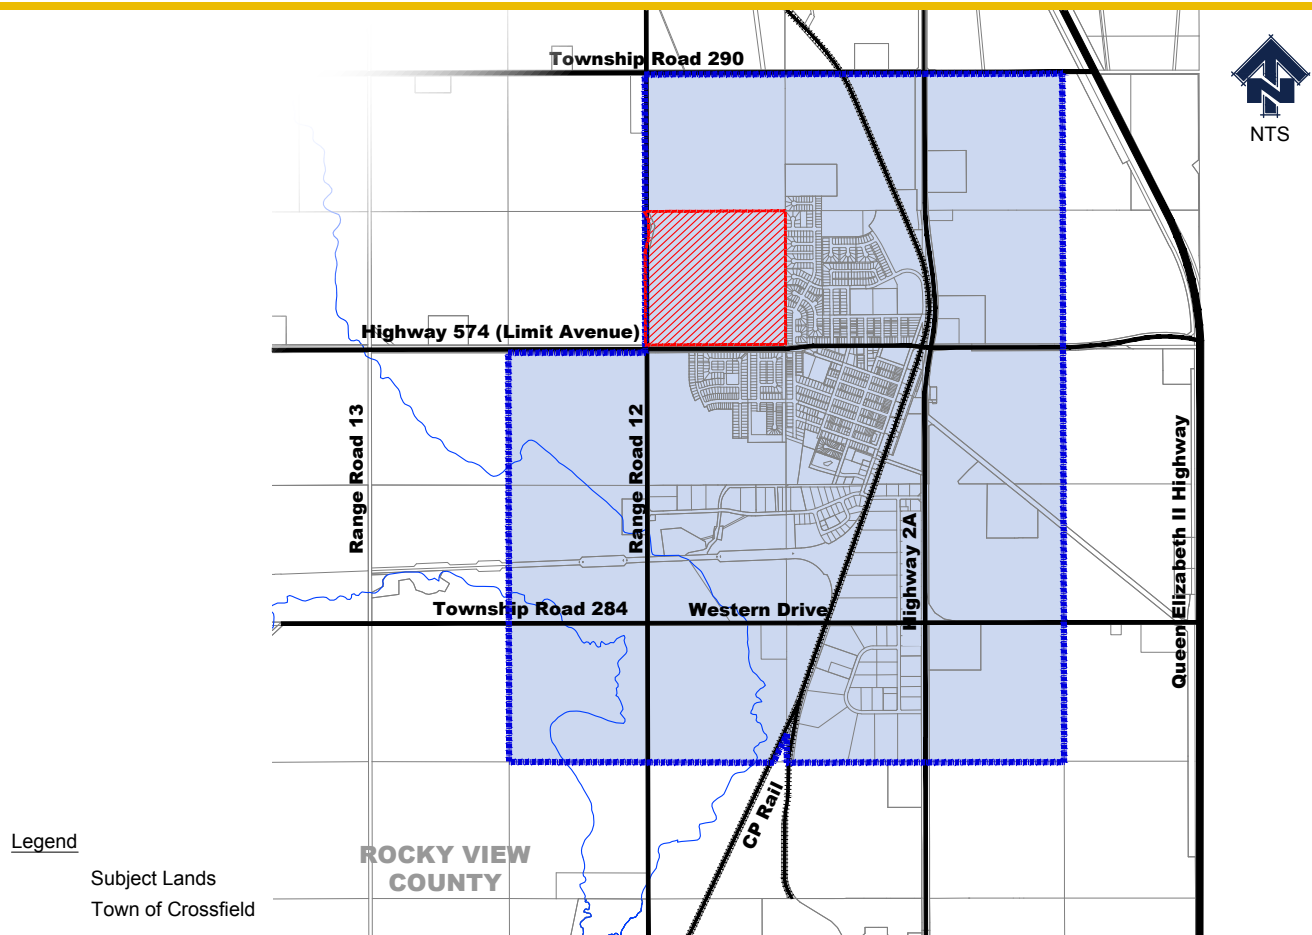 Township Road 290
NTS
Highway 574 (Limit Avenue)
Range Road 13
Range Road 12
Queen Elizabeth II Highway
Highway 2A
Township Road 284
Western Drive
CP Rail
Legend
ROCKY VIEW
COUNTY
Subject Lands
Town of Crossfield